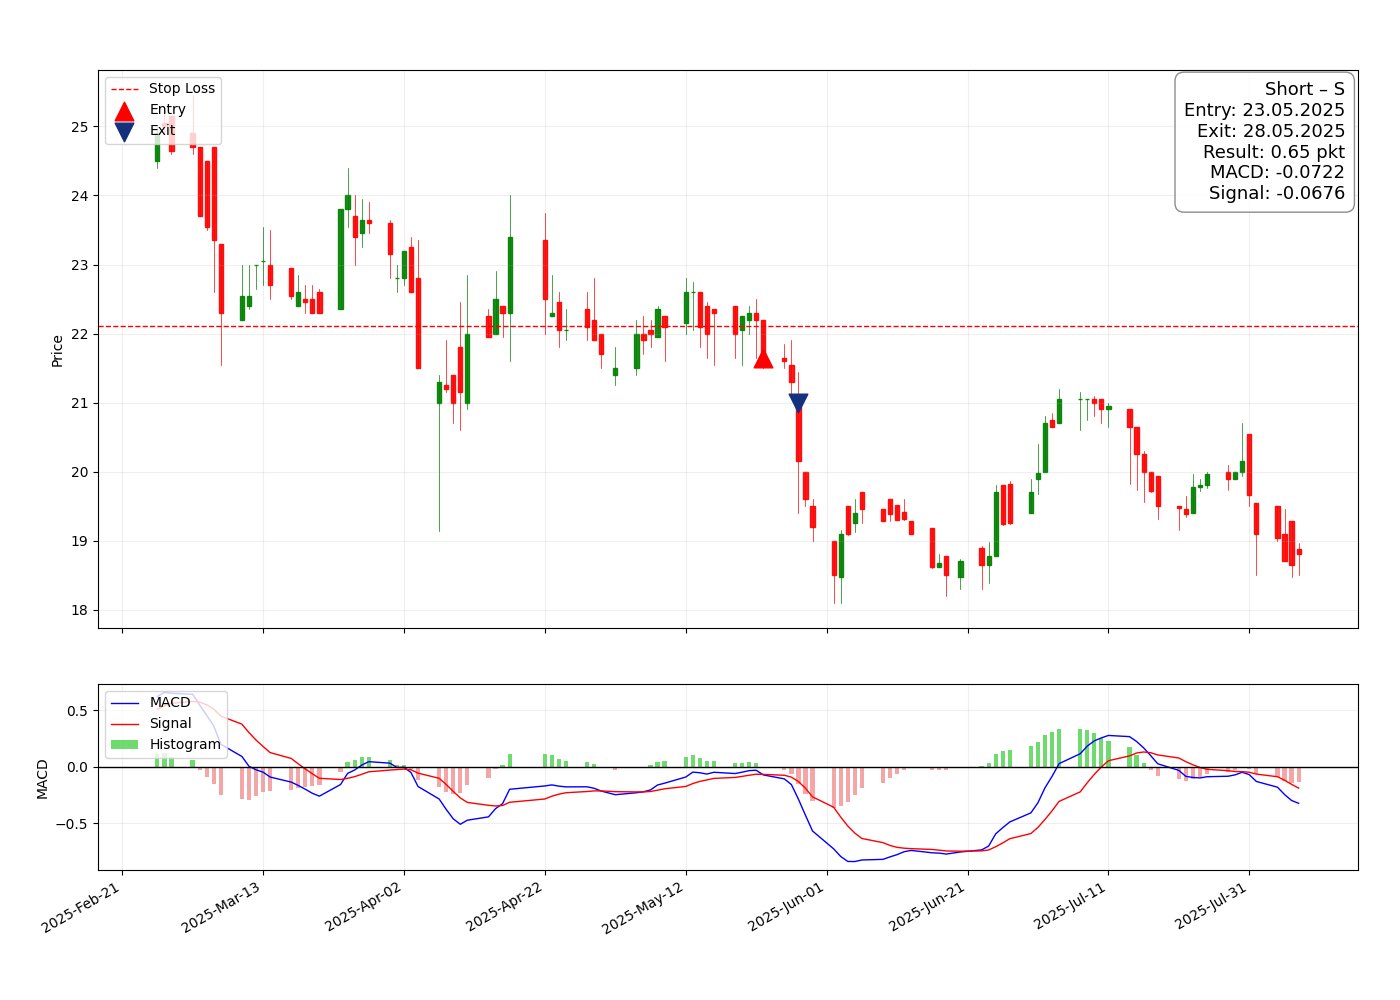 Stop Loss
Entry
Exit
Short – S
Entry: 23.05.2025
Exit: 28.05.2025
Result: 0.65 pkt
MACD: -0.0722
Signal: -0.0676
Price
25
24
23
22
21
20
19
18
MACD
Signal
Histogram
MACD
0.5
0.0
−0.5
2025-Feb-21
2025-Mar-13
2025-Apr-02
2025-Apr-22
2025-May-12
2025-Jun-01
2025-Jun-21
2025-Jul-11
2025-Jul-31